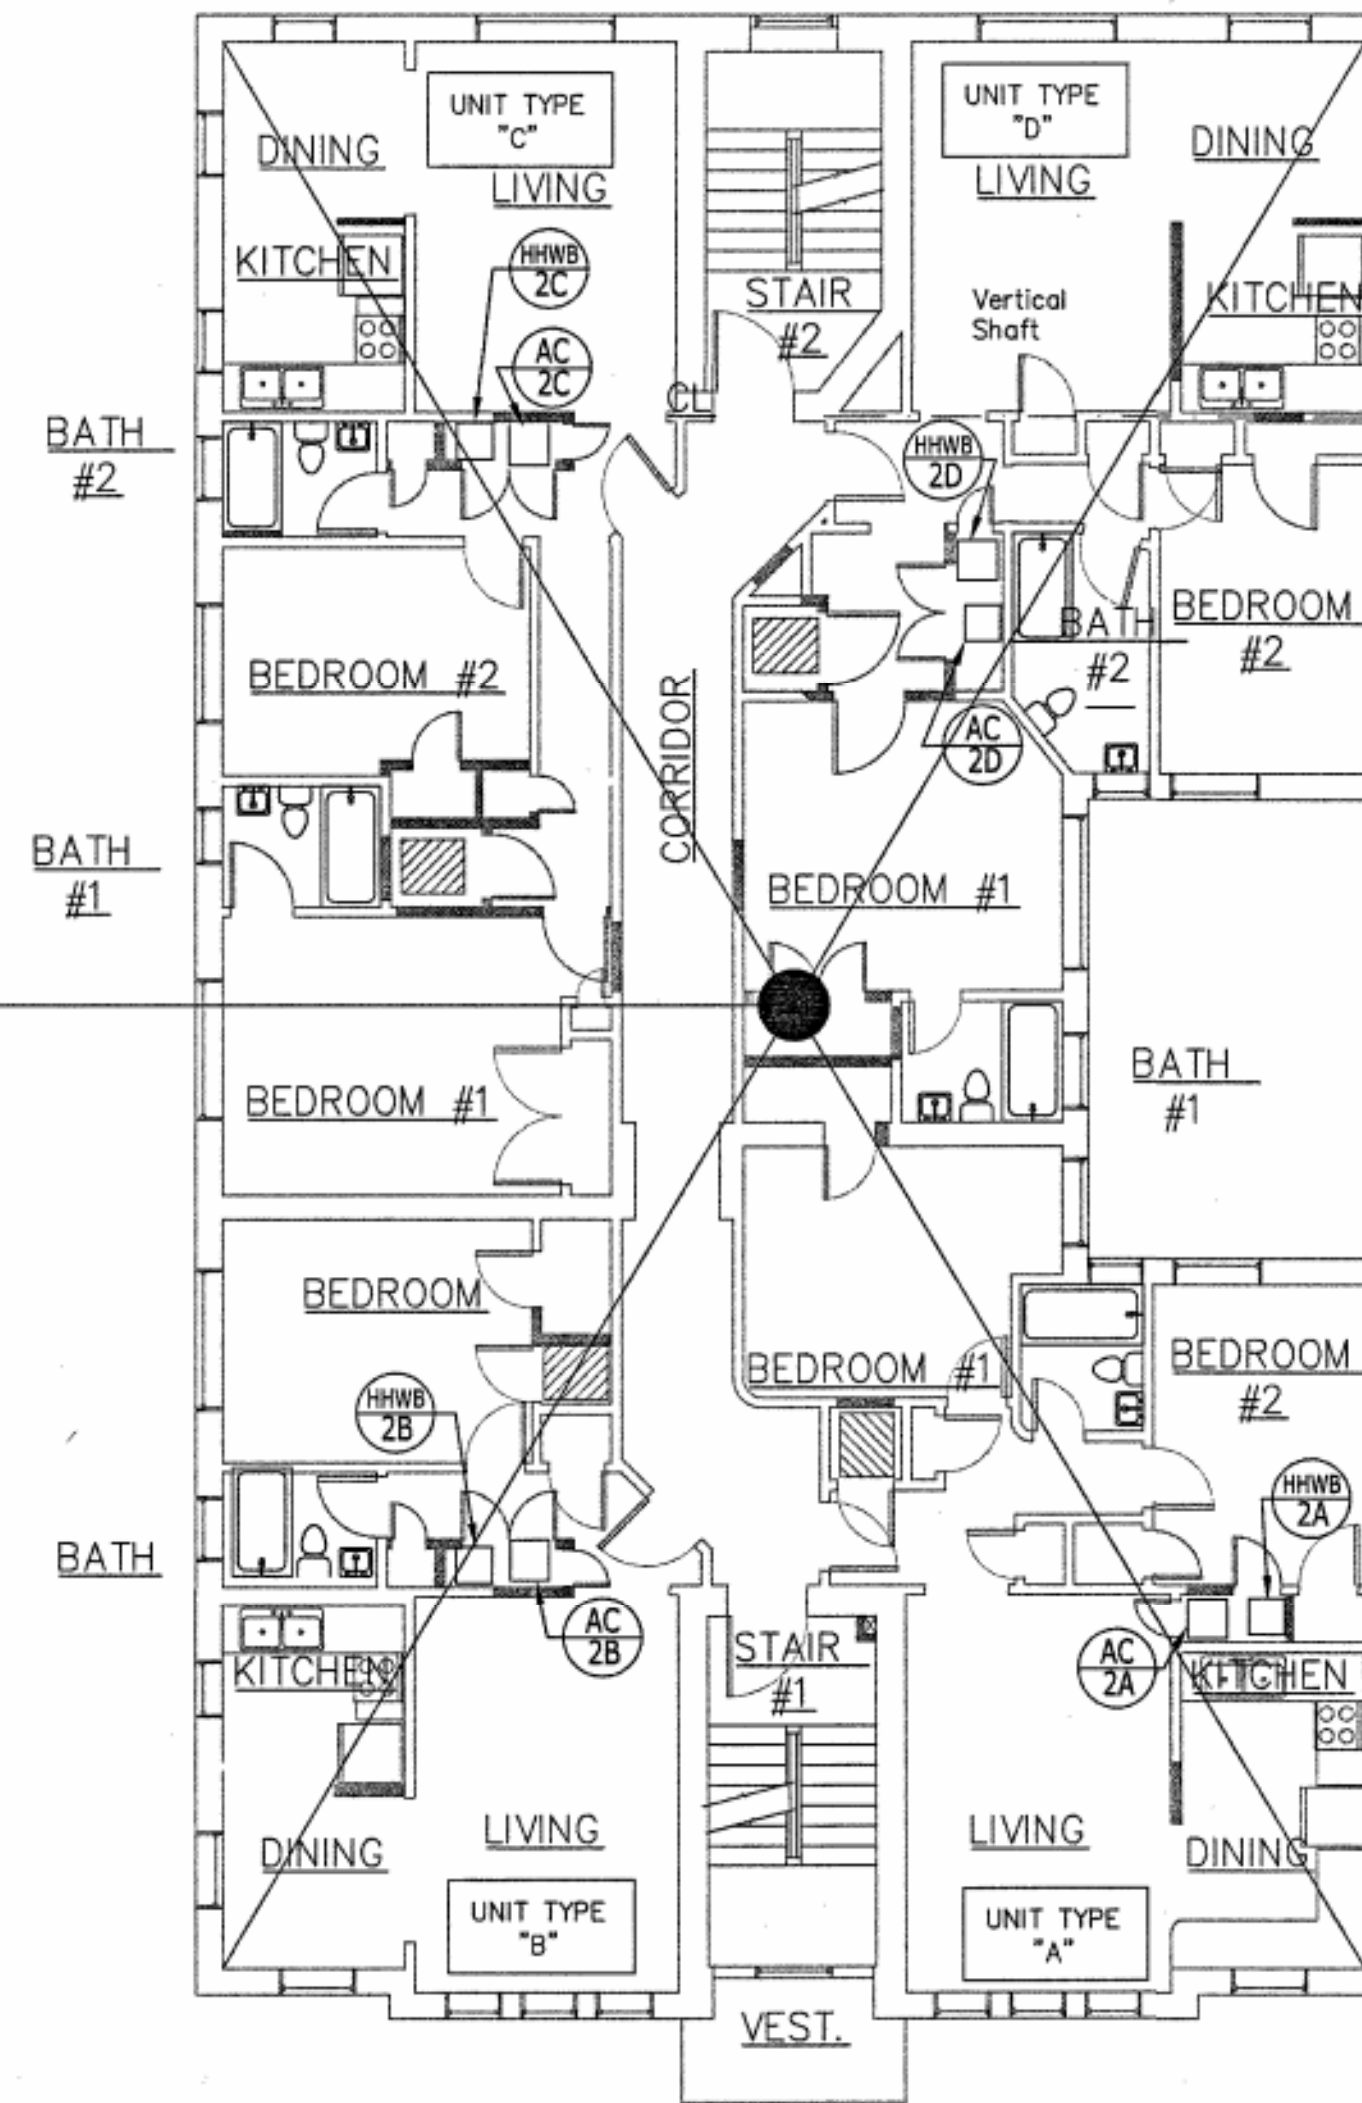 UNIT TYPE
"C"
UNIT TYPE
"D"
DINING
LIVING
LIVING
DINING
KITCHEN
HHWB
2C
STAIR
#2
Vertical
Shaft
KITCHEN
AC
2C
CL
BATH
#2
HHWB
2D
BEDROOM #2
BATH
#2
BEDROOM
#2
CORRIDOR
AC
2D
BATH
#1
BEDROOM #1
BEDROOM #1
BATH
#1
BEDROOM
BEDROOM #1
BEDROOM
#2
HHWB
2B
HHWB
2A
BATH
AC
2B
STAIR
#1
AC
2A
KITCHEN
KITCHEN
LIVING
LIVING
DINING
DINING
UNIT TYPE
"B"
UNIT TYPE
"A"
VEST.